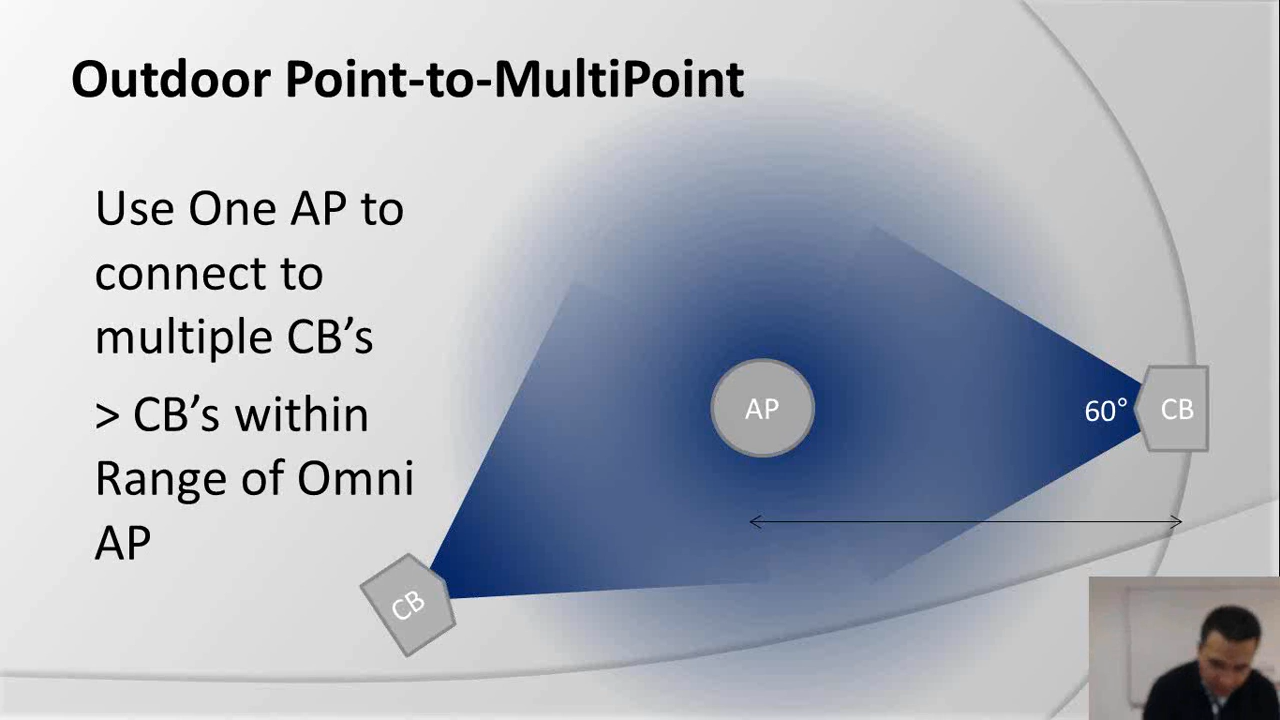 Outdoor Point-to-MultiPoint
Use One AP to
connect to
multiple CB’s
> CB’s within
Range of Omni
AP
AP
60°
CB
CB